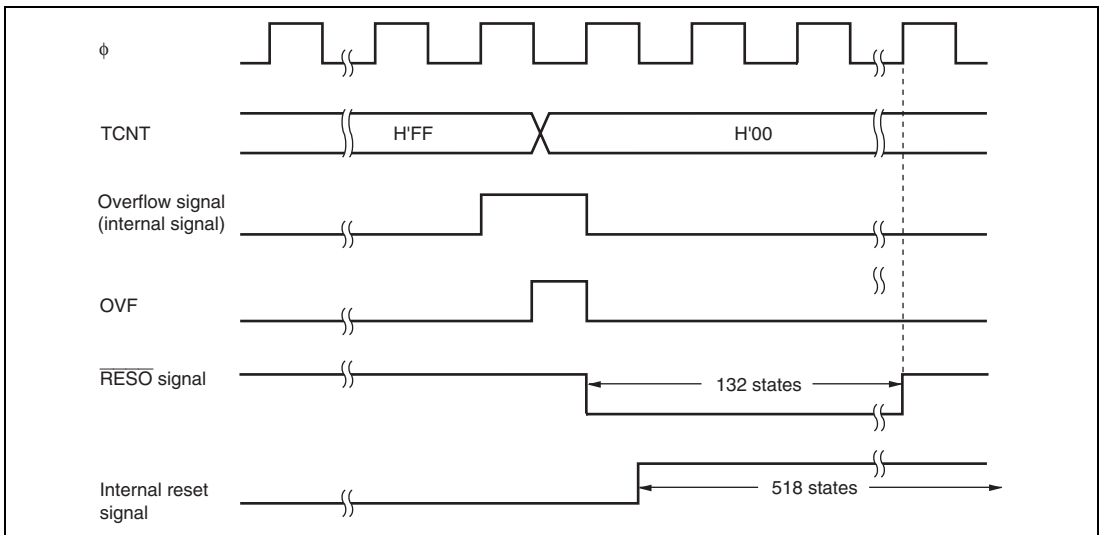 ϕ
TCNT
H'FF
H'00
Overflow signal
(internal signal)
OVF
RESO signal
132 states
Internal reset
signal
518 states